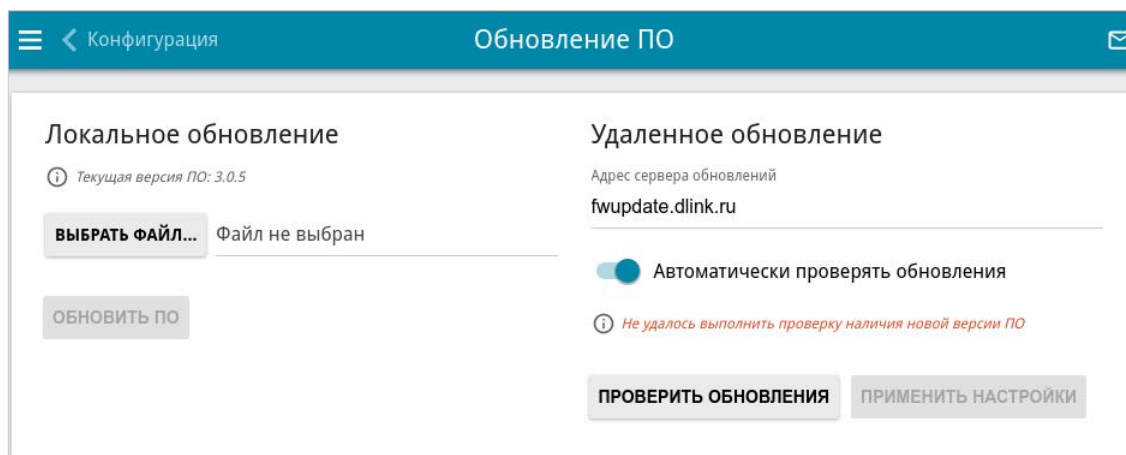 Конфигурация
Обновление ПО
Локальное обновление
Текущая версия ПО: 3.0.5
ВЫБРАТЬ ФАЙЛ... Файл не выбран
ОБНОВИТЬ ПО
Удаленное обновление
Адрес сервера обновлений
fwupdate.dlink.ru
Автоматически проверять обновления
Не удалось выполнить проверку наличия новой версии ПО
ПРОВЕРИТЬ ОБНОВЛЕНИЯ ПРИМЕНИТЬ НАСТРОЙКИ